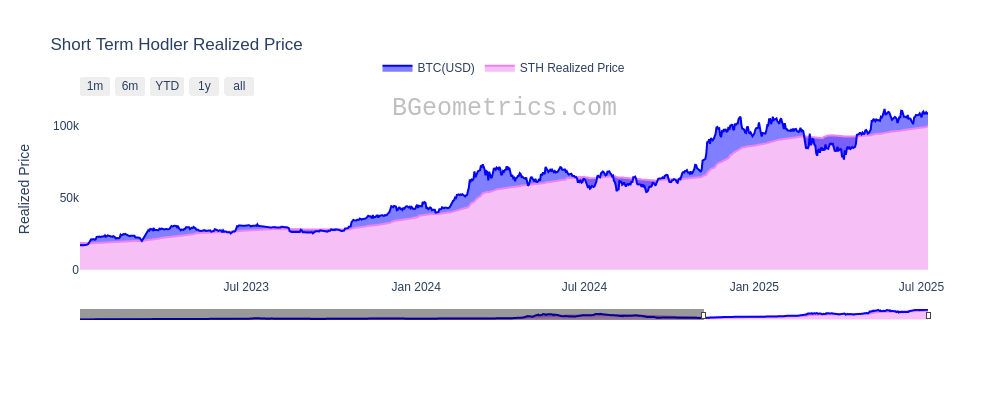 Short Term Hodler Realized Price
BTC(USD) STH Realized Price
1m 6m YTD 1y all
BGeometrics.com
100k
50k
0
Realized Price
Jul 2023 Jan 2024 Jul 2024 Jan 2025 Jul 2025